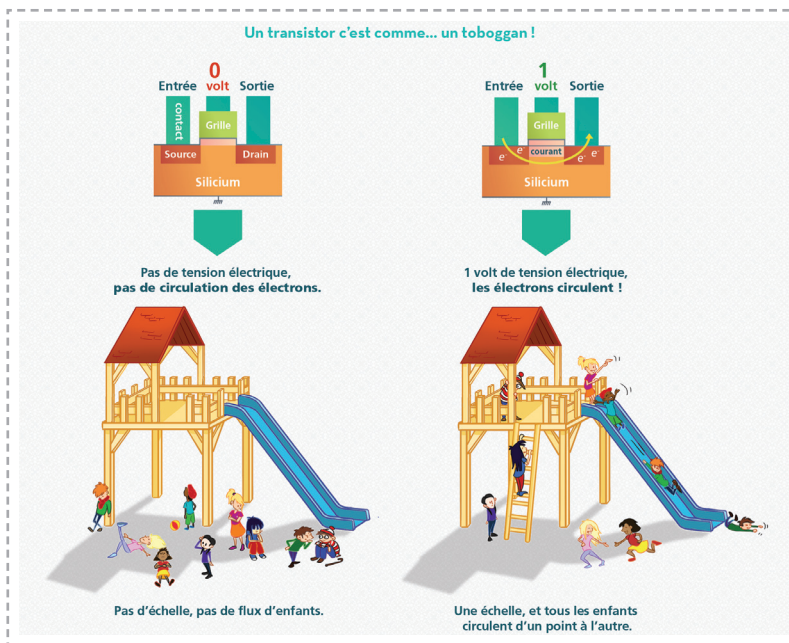 Un transistor c'est comme... un toboggan !
0
Entrée volt Sortie
contact
Grille
Source Drain
Silicium
Pas de tension électrique,
pas de circulation des électrons.
Pas d'échelle, pas de flux d'enfants.
1
Entrée volt Sortie
Grille
e- e- courant e- e-
Silicium
1 volt de tension électrique,
les électrons circulent !
Une échelle, et tous les enfants
circulent d'un point à l'autre.